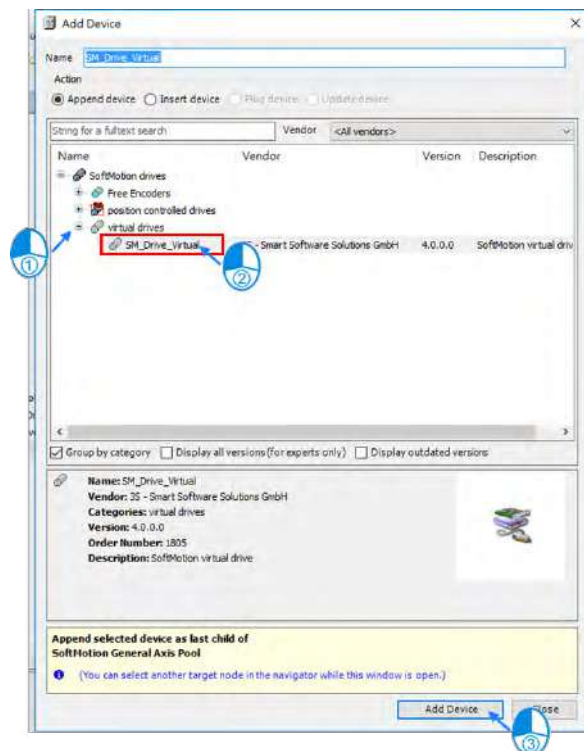 Add Device
Name SM_Drive_Virtual
Action
Append device Insert device Plug device Update device
String for a fulltext search Vendor <All vendors>
Name Vendor Version Description
SoftMotion drives
Free Encoders
position controlled drives
virtual drives
SM_Drive_Virtual - Smart Software Solutions GmbH 4.0.0.0 SoftMotion virtual driv
①
②
Group by category Display all versions (for experts only) Display outdated versions
Name: SM_Drive_Virtual
Vendor: 3S - Smart Software Solutions GmbH
Categories: virtual drives
Version: 4.0.0.0
Order Number: 1805
Description: SoftMotion virtual drive
Append selected device as last child of
SoftMotion General Axis Pool
(You can select another target node in the navigator while this window is open.)
Add Device Close
③